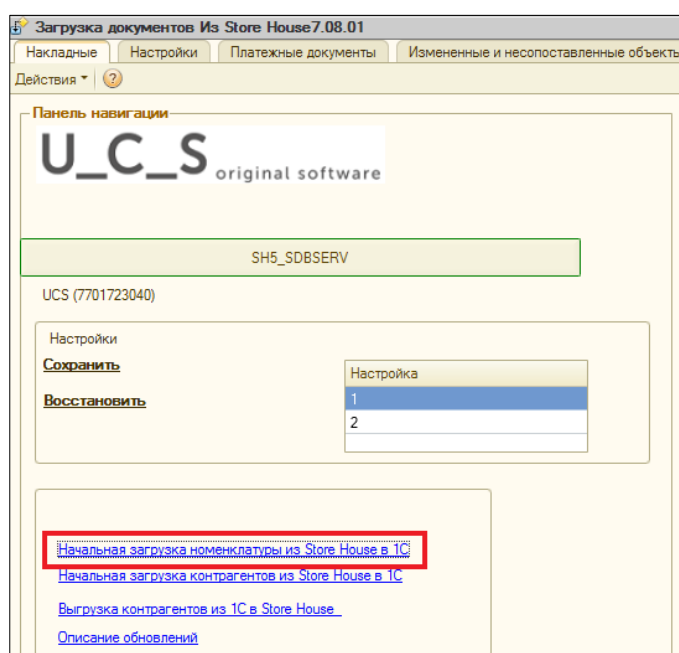 Загрузка документов Из Store House7.08.01
Накладные Настройки Платежные документы Измененные и несопоставленные объекты
Действия ?
Панель навигации
U_C_S original software
SH5_SDBSERV
UCS (7701723040)
Настройки
Сохранить
Настройка
Восстановить
1
2
Начальная загрузка номенклатуры из Store House в 1С
Начальная загрузка контрагентов из Store House в 1С
Выгрузка контрагентов из 1С в Store House
Описание обновлений